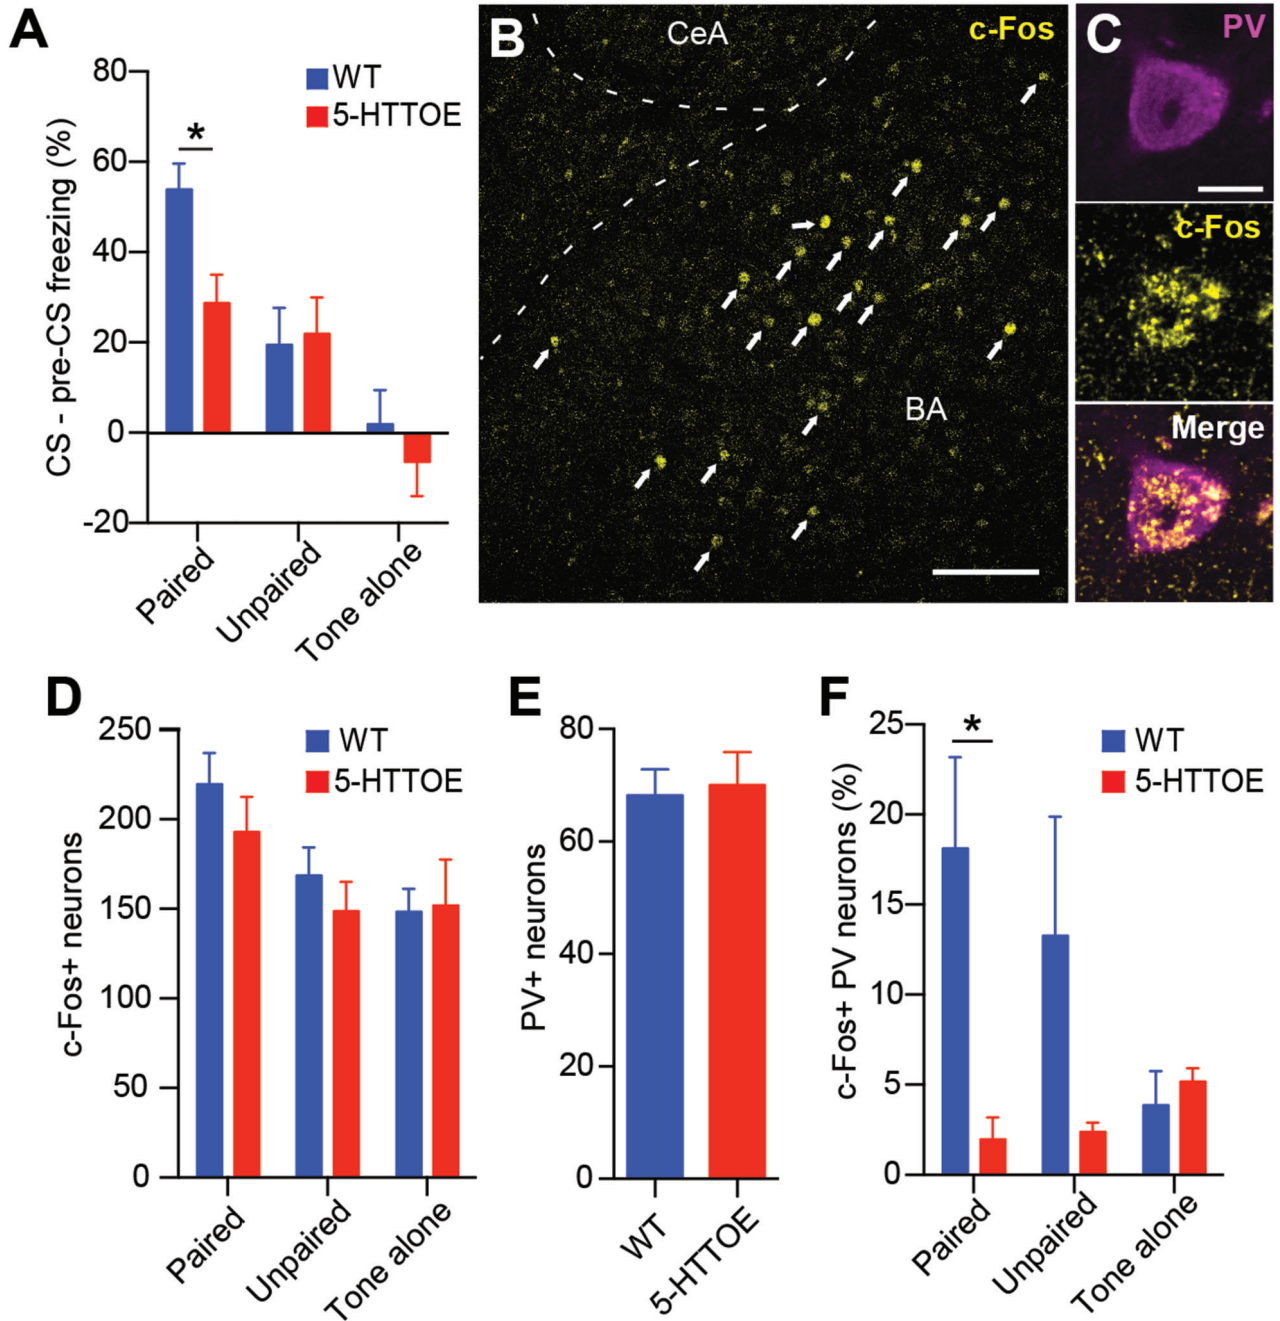 A
CS - pre-CS freezing (%)
80
60
40
20
0
-20
WT
5-HTTOE
*
Paired
Unpaired
Tone alone
B
CeA
c-Fos
BA
C
PV
c-Fos
Merge
D
c-Fos+ neurons
250
200
150
100
50
0
WT
5-HTTOE
Paired
Unpaired
Tone alone
E
PV+ neurons
80
60
40
20
0
WT
5-HTTOE
F
c-Fos+ PV neurons (%)
25
20
15
10
5
0
*
WT
5-HTTOE
Paired
Unpaired
Tone alone